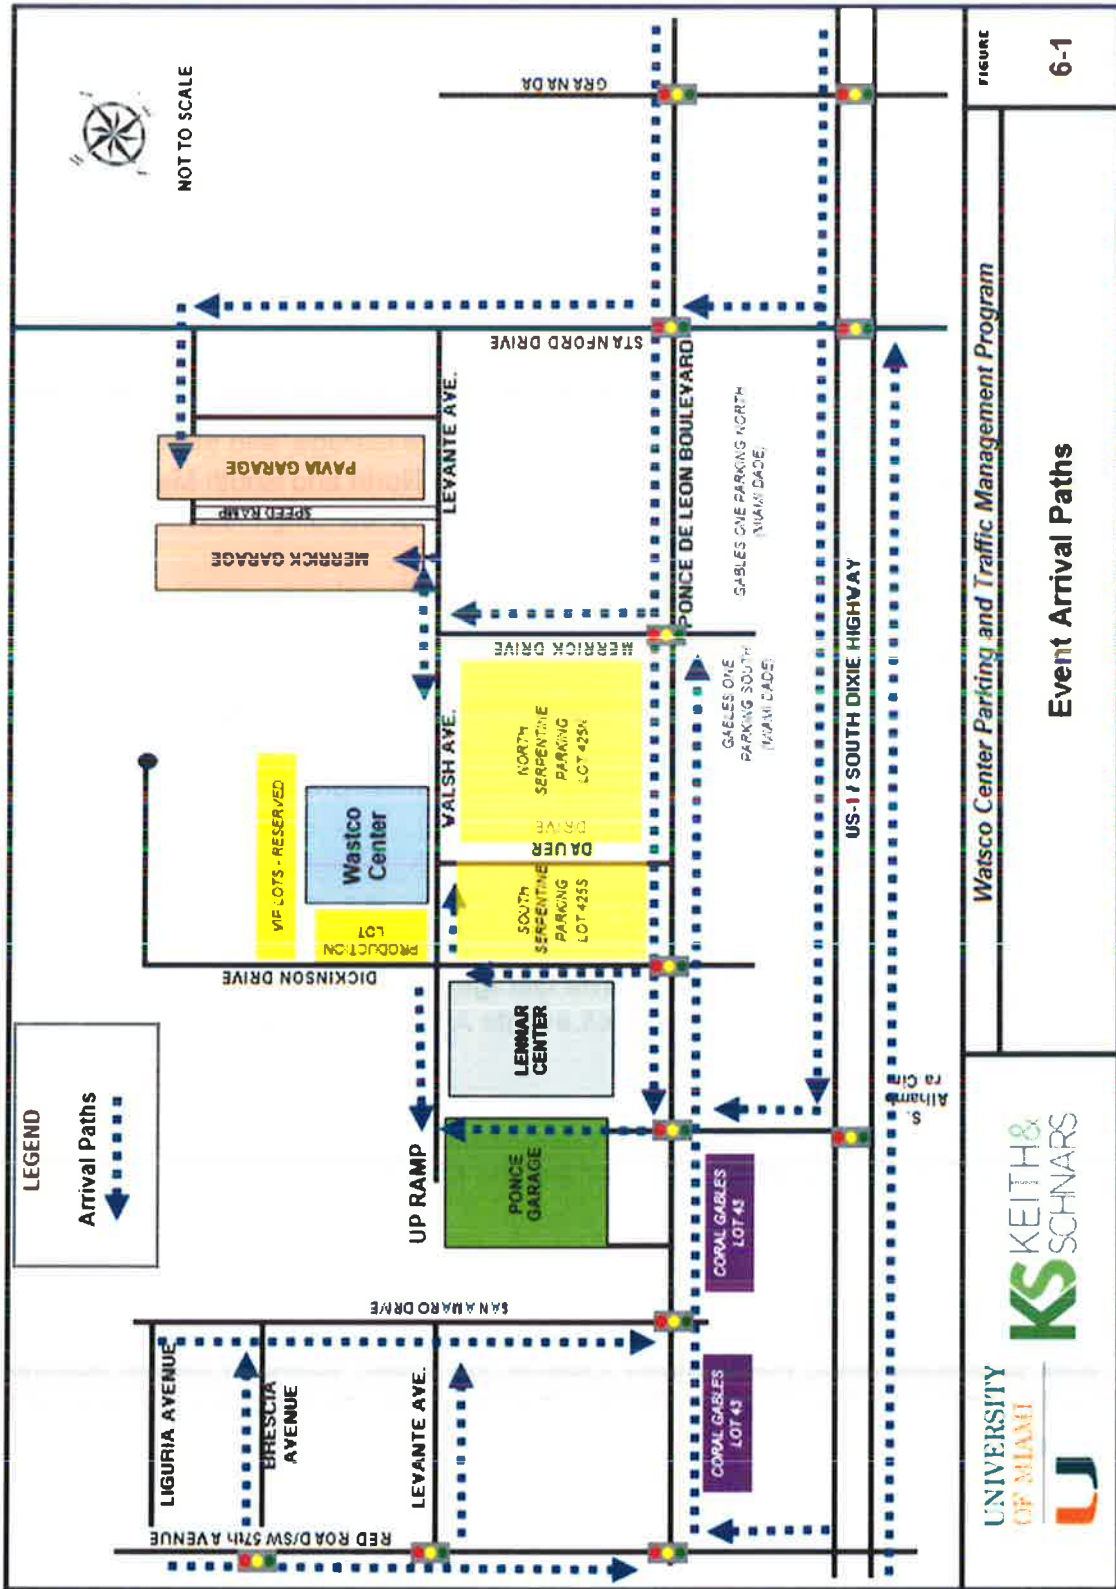 LEGEND
Arrival Paths
NOT TO SCALE
GRANADA
STANFORD DRIVE
PAVIA GARAGE
SPEED RAMP
MERRICK GARAGE
LEVANTE AVE.
MERRICK DRIVE
WALSH AVE.
VIP LOTS - RESERVED
Wastco
Center
PRODUCTION
LOT
DICKINSON DRIVE
NORTH
SERPENTINE
PARKING
LOT 425N
DAUER
DRIVE
SOUTH
SERPENTINE
PARKING
LOT 425S
LENNAR
CENTER
UP RAMP
PONCE
GARAGE
SAN AMARO DRIVE
LIGURIA AVENUE
BRESCIA
AVENUE
LEVANTE AVE.
RED ROAD/SW 57th AVENUE
PONCE DE LEON BOULEVARD
GABLES ONE PARKING NORTH
(MIAMI DADE)
GABLES ONE
PARKING SOUTH
(MIAMI DADE)
CORAL GABLES
LOT 43
CORAL GABLES
LOT 43
US-1 / SOUTH DIXIE HIGHWAY
S.
Alhamb
ra Cir
UNIVERSITY
OF MIAMI
KS KEITH &
SCHNARS
Watsco Center Parking and Traffic Management Program
Event Arrival Paths
FIGURE
6-1